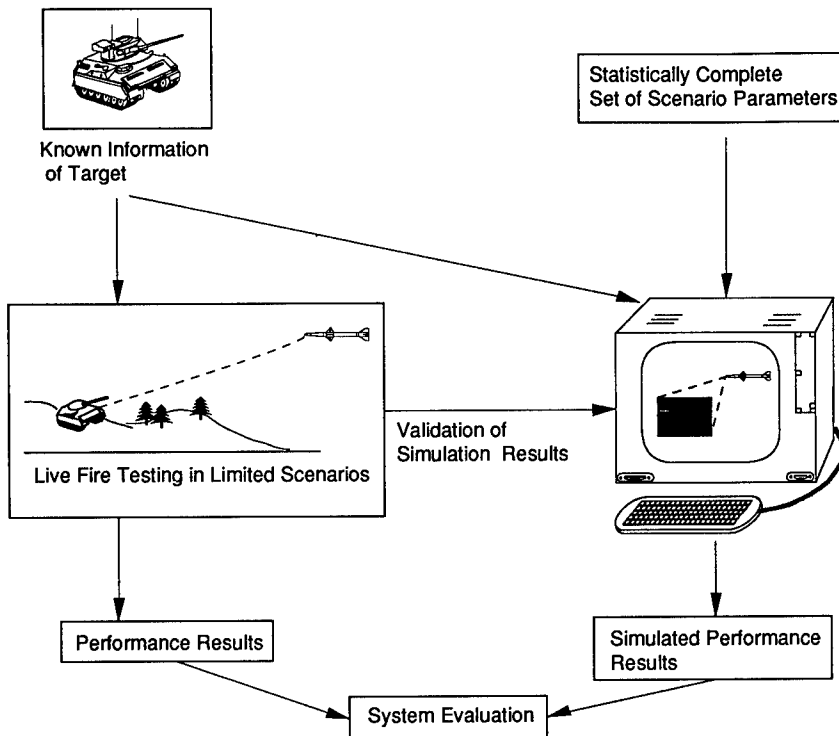 Known Information
of Target
Statistically Complete
Set of Scenario Parameters
Live Fire Testing in Limited Scenarios
Validation of
Simulation Results
Performance Results
Simulated Performance
Results
System Evaluation